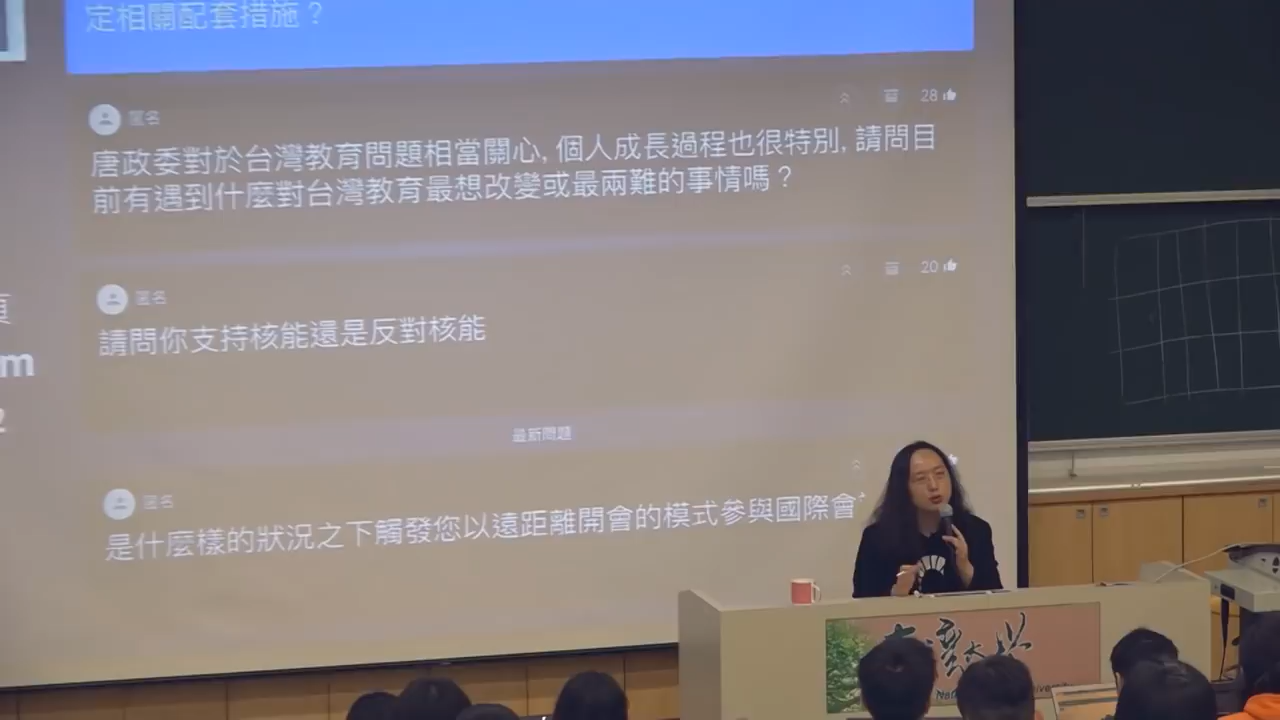 定相關配套措施？
匿名
28
唐政委對於台灣教育問題相當關心, 個人成長過程也很特別, 請問目
前有遇到什麼對台灣教育最想改變或最兩難的事情嗎？
匿名
20
請問你支持核能還是反對核能
最新問題
匿名
是什麼樣的狀況之下觸發您以遠距離開會的模式參與國際會
m
2